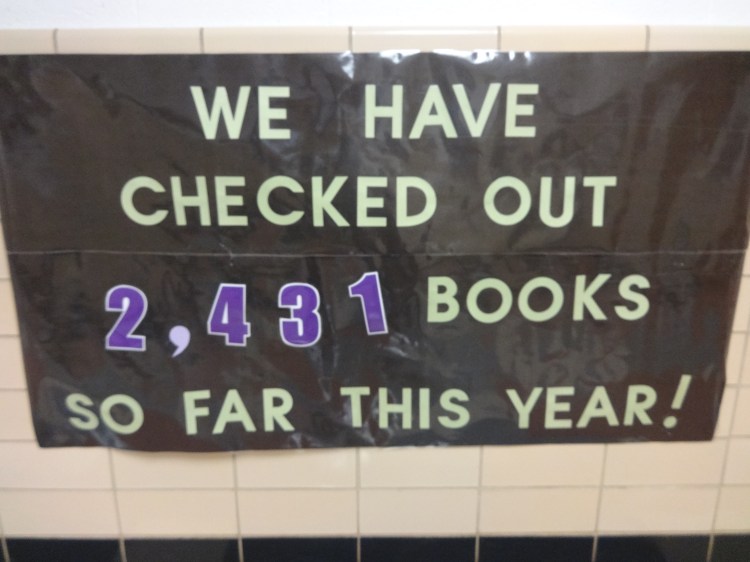 WE HAVE
CHECKED OUT
2,431 BOOKS
SO FAR THIS YEAR!